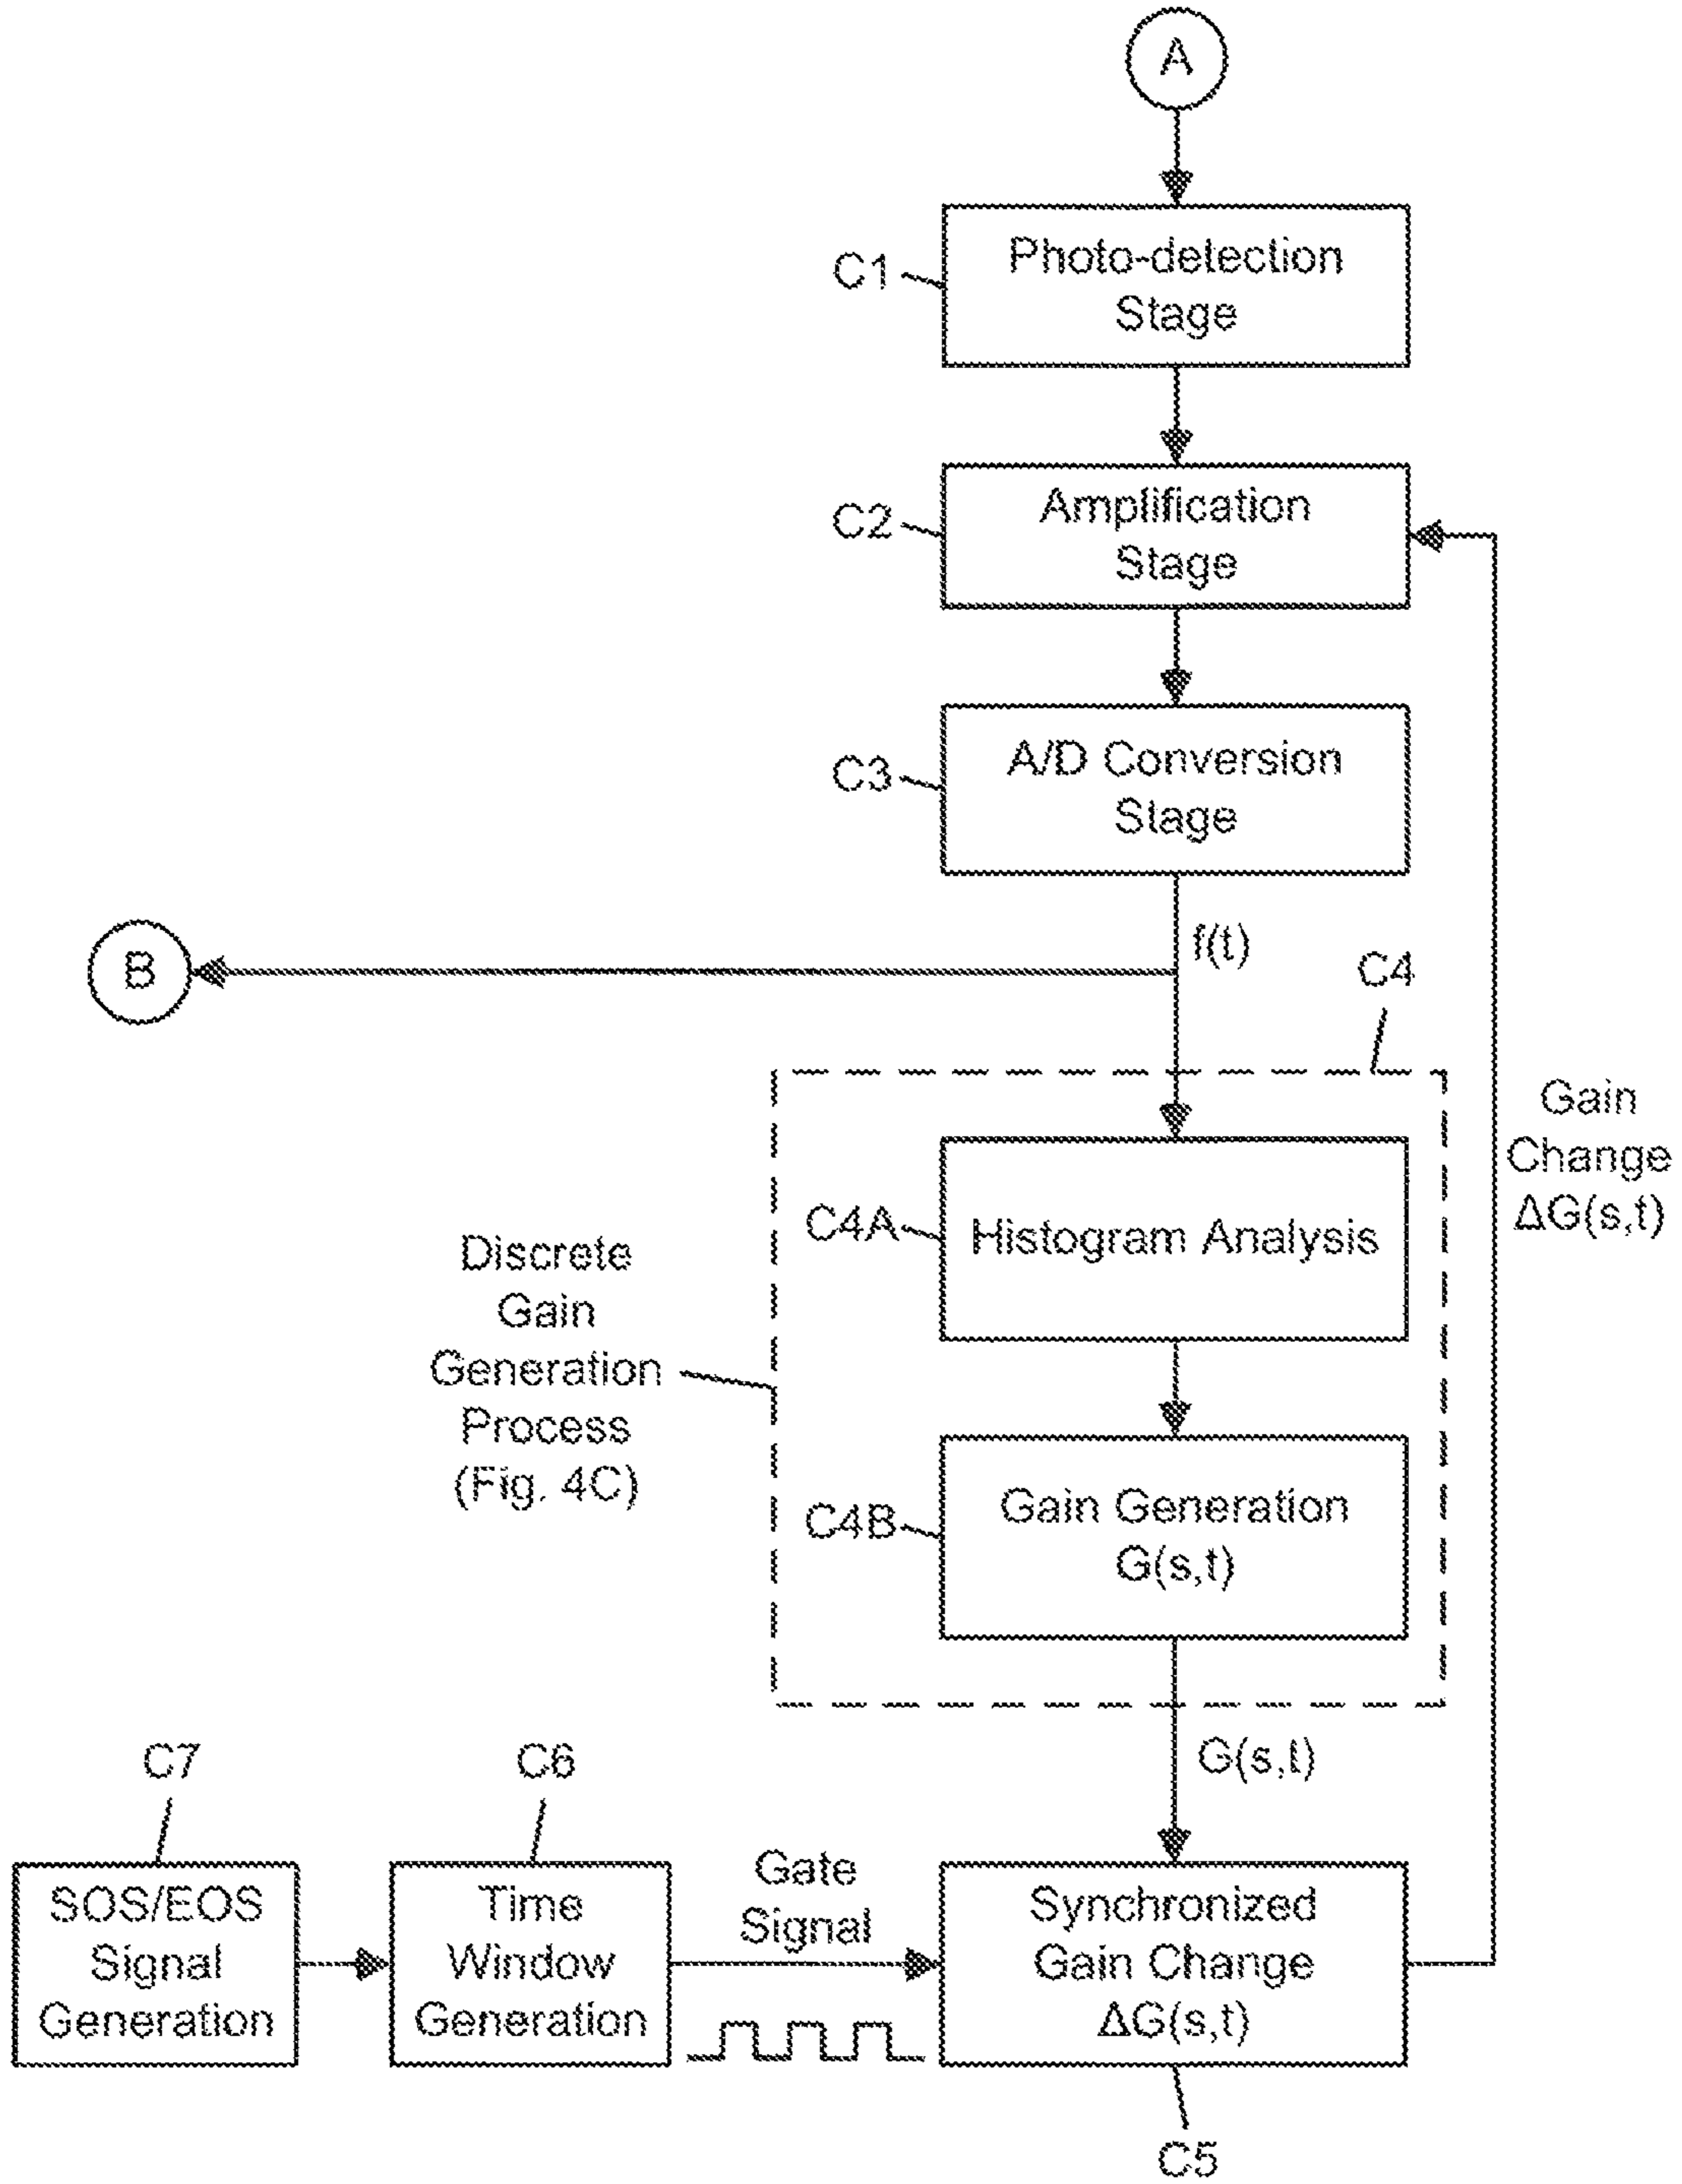 A
C1
Photo-detection
Stage
C2
Amplification
Stage
C3
A/D Conversion
Stage
f(t)
B
C4
Gain
Change
ΔG(s,t)
C4A
Histogram Analysis
Discrete
Gain
Generation
Process
(Fig. 4C)
C4B
Gain Generation
G(s,t)
G(s,t)
C7
C6
SOS/EOS
Signal
Generation
Time
Window
Generation
Gate
Signal
Synchronized
Gain Change
ΔG(s,t)
C5